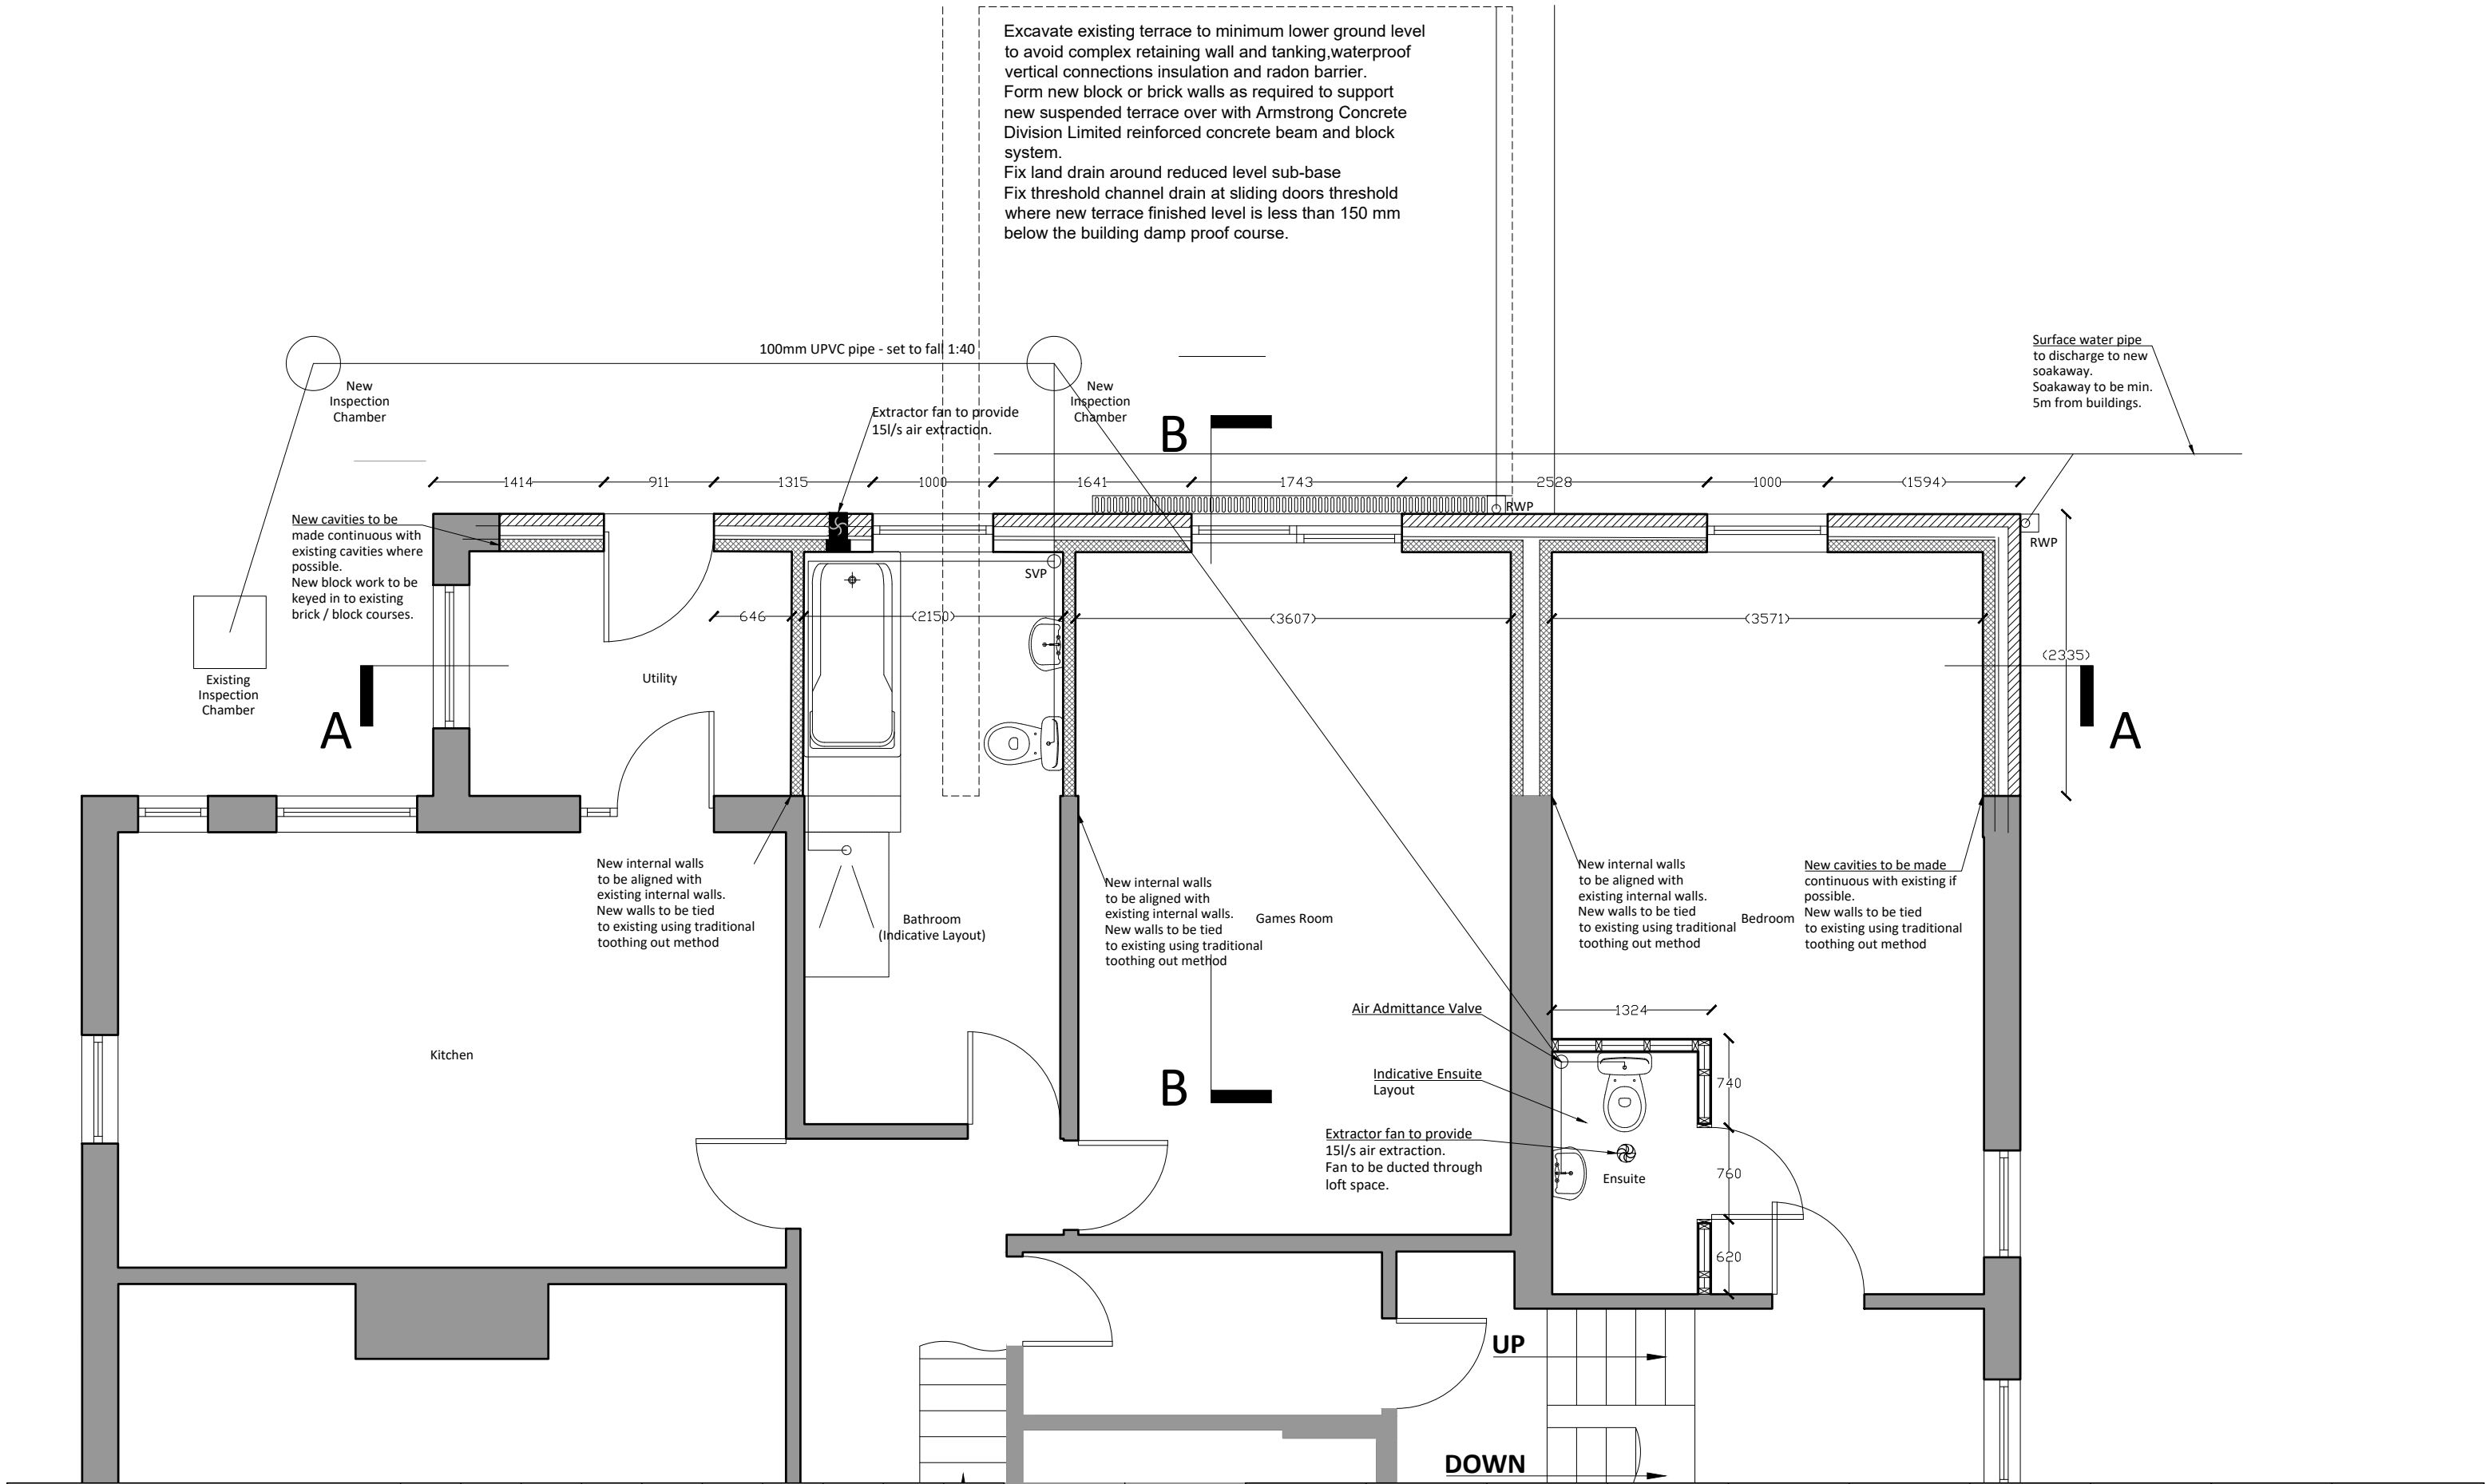 Excavate existing terrace to minimum lower ground level
to avoid complex retaining wall and tanking,waterproof
vertical connections insulation and radon barrier.
Form new block or brick walls as required to support
new suspended terrace over with Armstrong Concrete
Division Limited reinforced concrete beam and block
system.
Fix land drain around reduced level sub-base
Fix threshold channel drain at sliding doors threshold
where new terrace finished level is less than 150 mm
below the building damp proof course.
100mm UPVC pipe - set to fall 1:40
New
Inspection
Chamber
New
Inspection
Chamber
Surface water pipe
to discharge to new
soakaway.
Soakaway to be min.
5m from buildings.
Extractor fan to provide
15l/s air extraction.
B
1414
911
1315
1000
1641
1743
2528
1000
(1594)
RWP
RWP
New cavities to be
made continuous with
existing cavities where
possible.
New block work to be
keyed in to existing
brick / block courses.
SVP
646
(2150)
(3607)
(3571)
(2335)
Existing
Inspection
Chamber
Utility
A
A
New internal walls
to be aligned with
existing internal walls.
New walls to be tied
to existing using traditional
toothing out method
Bathroom
(Indicative Layout)
New internal walls
to be aligned with
existing internal walls.
New walls to be tied
to existing using traditional
toothing out method
Games Room
New internal walls
to be aligned with
existing internal walls.
New walls to be tied
to existing using traditional
toothing out method
Bedroom
New cavities to be made
continuous with existing if
possible.
New walls to be tied
to existing using traditional
toothing out method
Kitchen
Air Admittance Valve
1324
Indicative Ensuite
Layout
B
740
Extractor fan to provide
15l/s air extraction.
Fan to be ducted through
loft space.
Ensuite
760
620
UP
DOWN